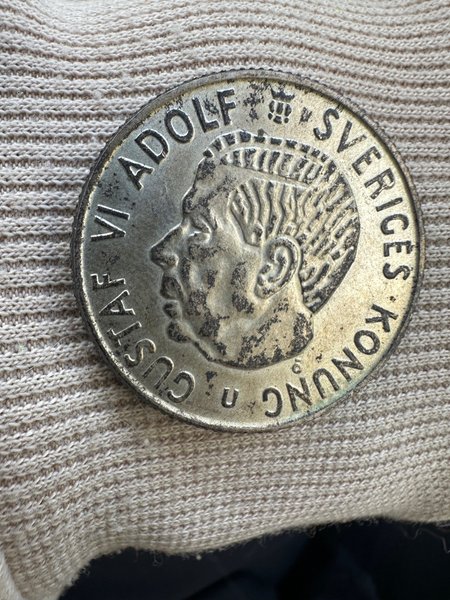 GUSTAF VI ADOLF
SVERIGES KONUNG
U